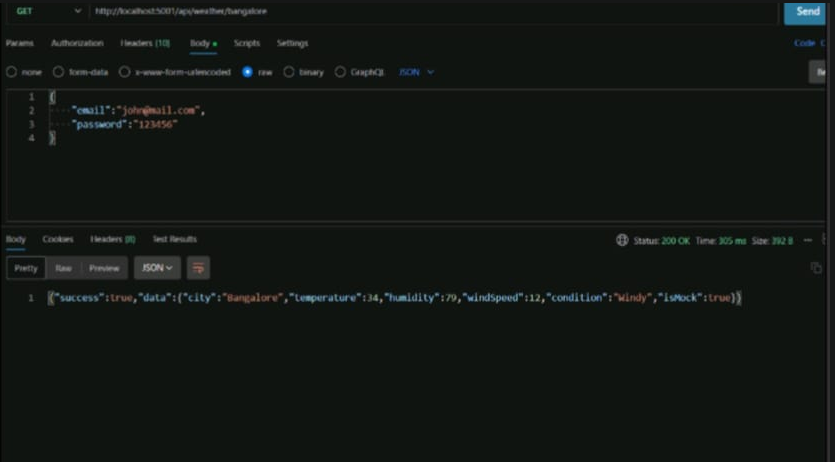 GET http://localhost:5001/api/weather/bangalore Send
Params Authorization Headers (10) Body Scripts Settings Code
none form-data x-www-form-urlencoded raw binary GraphQL JSON
1 {
2 "email":"john@mail.com",
3 "password":"123456"
4 }
Body Cookies Headers (8) Test Results Status: 200 OK Time: 305 ms Size: 392 B
Pretty Raw Preview JSON
1 {"success":true,"data":{"city":"Bangalore","temperature":34,"humidity":79,"windSpeed":12,"condition":"Windy","isMock":true}}